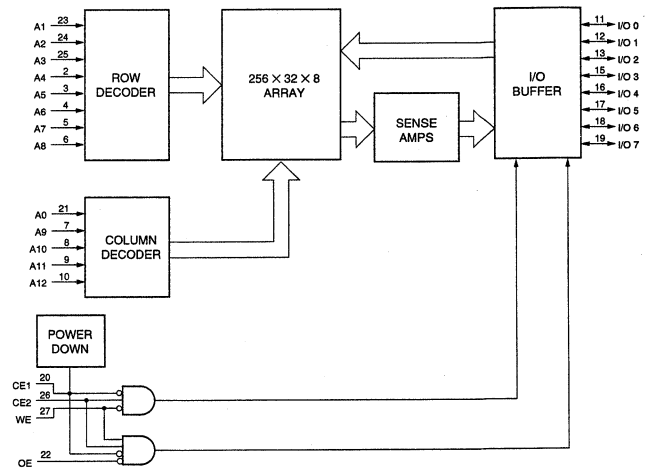 A1 23
A2 24
A3 25
A4 2
A5 3
A6 4
A7 5
A8 6
ROW
DECODER
256 × 32 × 8
ARRAY
SENSE
AMPS
I/O
BUFFER
11 I/O 0
12 I/O 1
13 I/O 2
15 I/O 3
16 I/O 4
17 I/O 5
18 I/O 6
19 I/O 7
A0 21
A9 7
A10 8
A11 9
A12 10
COLUMN
DECODER
POWER
DOWN
CE1 20
CE2 26
WE 27
OE 22